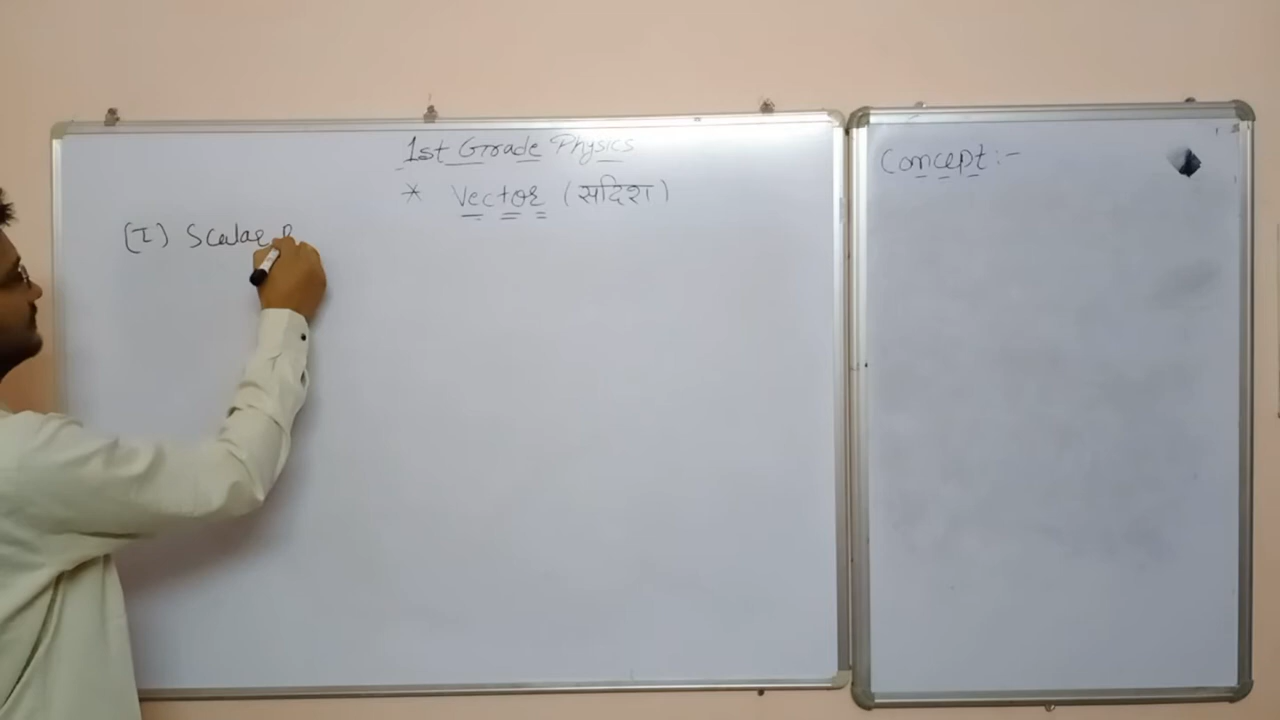 1st Grade Physics
* Vector (सदिश)
(I) Scalar
Concept:-